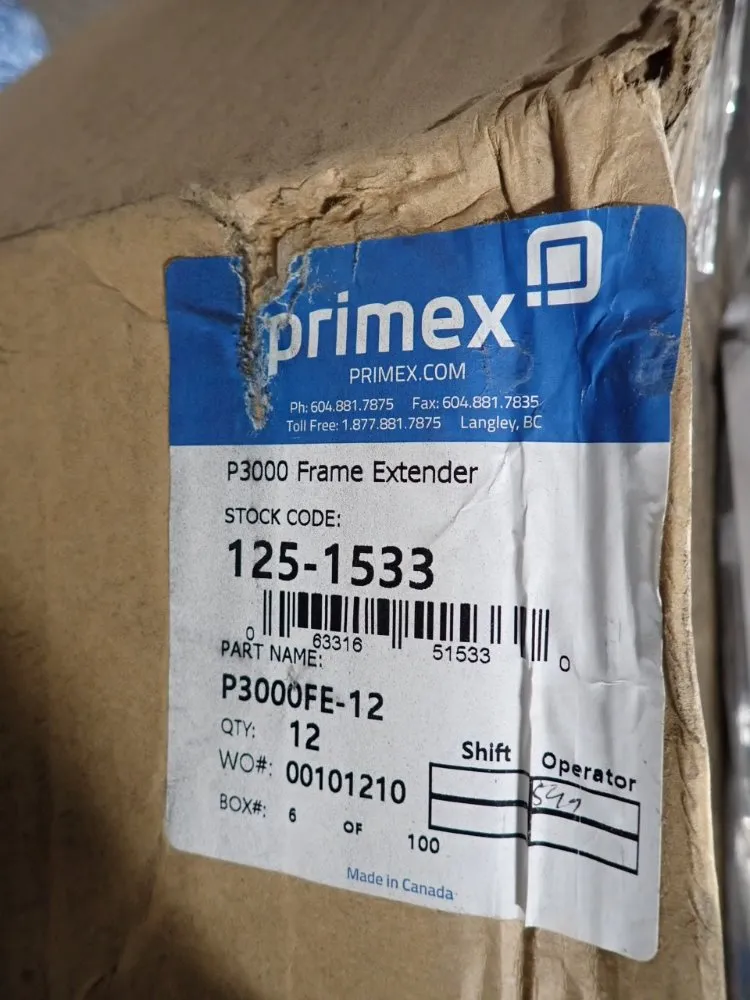 primex
PRIMEX.COM
Ph: 604.881.7875 Fax: 604.881.7835
Toll Free: 1.877.881.7875 Langley, BC
P3000 Frame Extender
STOCK CODE:
125-1533
0 63316 51533 0
PART NAME:
P3000FE-12
QTY: 12
WO#: 00101210
BOX#: 6 OF 100
Shift Operator
Made in Canada